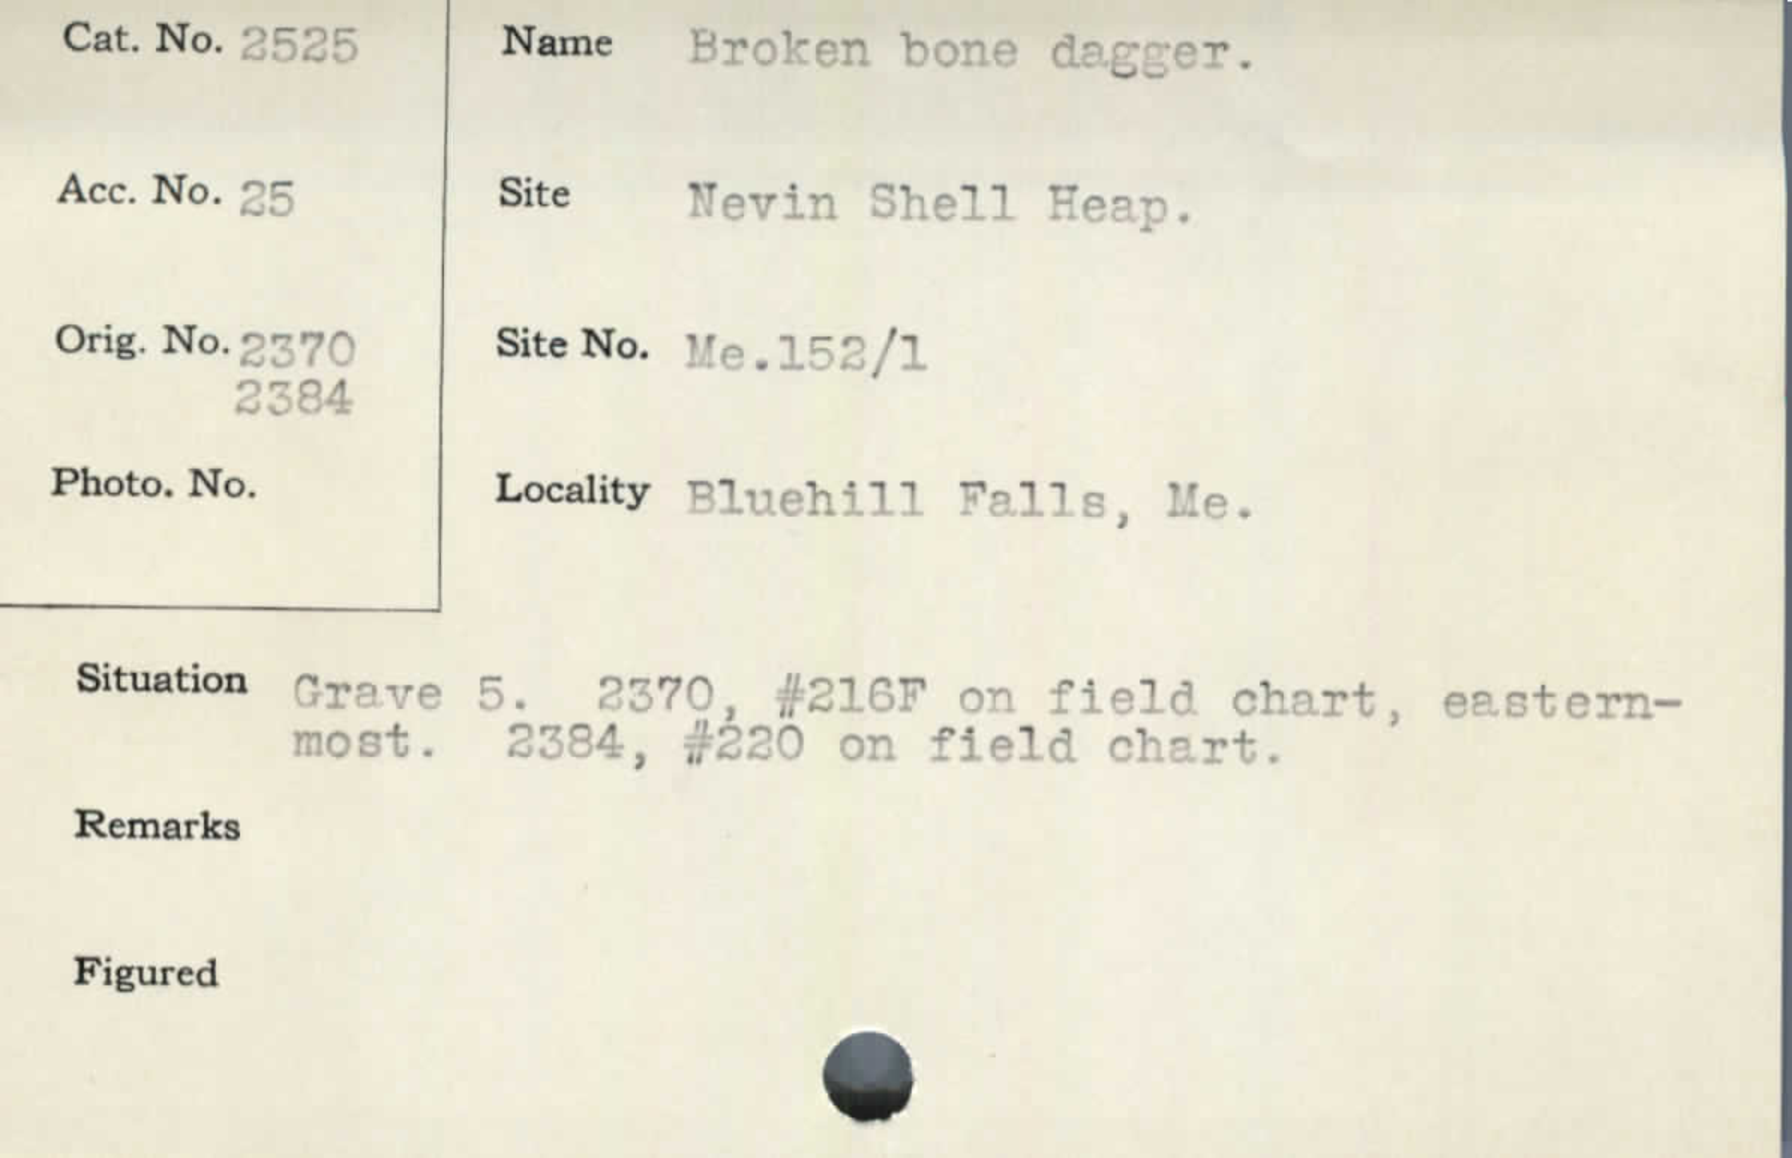 Cat. No. 2525
Name Broken bone dagger.
Acc. No. 25
Site Nevin Shell Heap.
Orig. No. 2370
2384
Site No. Me.152/1
Photo. No.
Locality Bluehill Falls, Me.
Situation Grave 5. 2370, #216F on field chart, eastern-
most. 2384, #220 on field chart.
Remarks
Figured